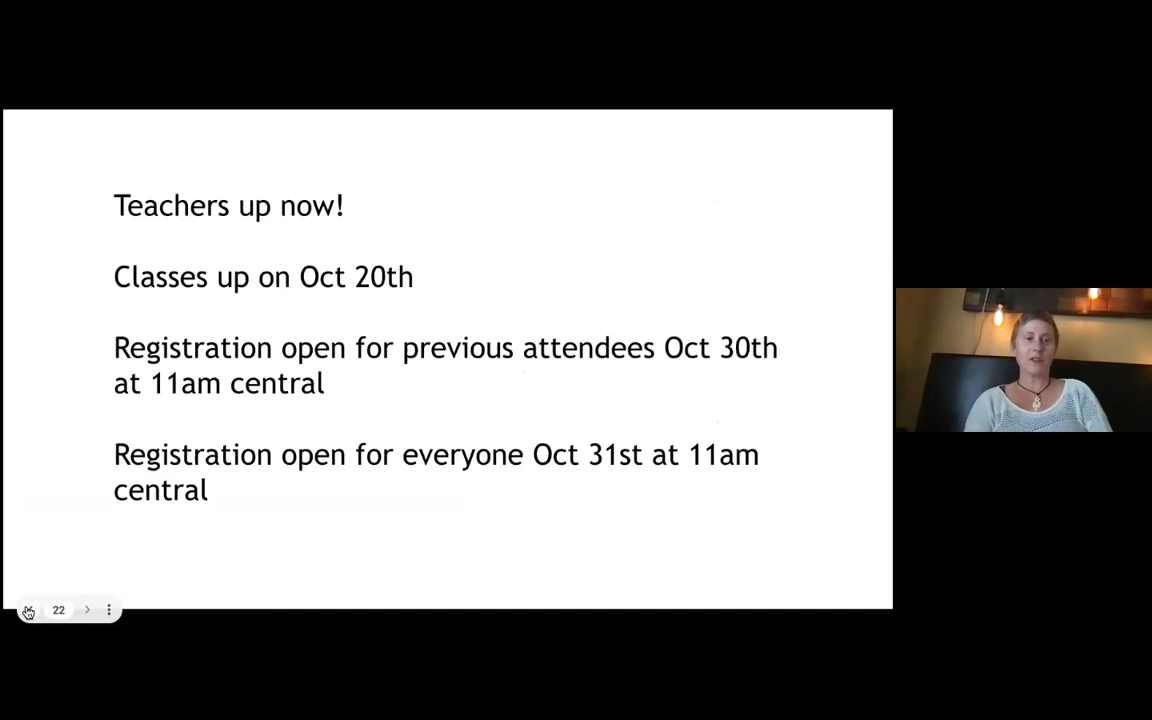 Teachers up now!
Classes up on Oct 20th
Registration open for previous attendees Oct 30th
at 11am central
Registration open for everyone Oct 31st at 11am
central
22